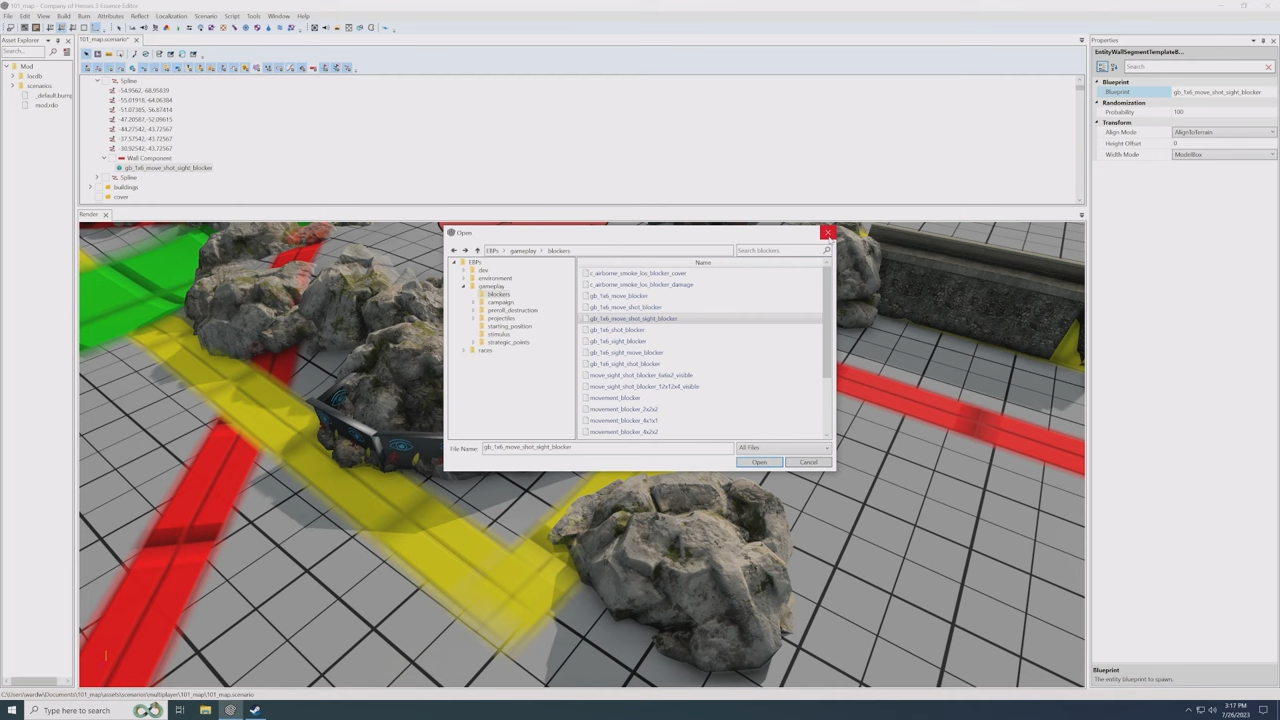 101_map - Company of Heroes 3 Essence Editor
File Edit View Build Burn Attributes Reflect Localization Scenario Script Tools Window Help
Asset Explorer
101_map.scenario*
Properties
Search...
EntityWallSegmentTemplateB...
Search
Mod
locdb
scenarios
mod.rdo
Spline
-54.9562, -68.95839
-55.01918, -64.06384
-51.07385, -56.87414
-47.20587, -52.09615
-44.27542, -43.72567
-37.57542, -43.72567
-30.92542, -43.72567
Wall Component
gb_1x6_move_shot_sight_blocker
Spline
buildings
cover
Blueprint
Blueprint gb_1x6_move_shot_sight_blocker
Randomization
Probability 100
Transform
Align Mode AlignToTerrain
Height Offset 0
Width Mode ModelBox
Render
Open
EBPs gameplay blockers
Search blockers
EBPs
dev
environment
gameplay
blockers
campaign
preroll_destruction
projectiles
starting_position
stimulus
strategic_points
races
Name
c_airborne_smoke_los_blocker_cover
c_airborne_smoke_los_blocker_damage
gb_1x6_move_blocker
gb_1x6_move_shot_blocker
gb_1x6_move_shot_sight_blocker
gb_1x6_shot_blocker
gb_1x6_sight_blocker
gb_1x6_sight_move_blocker
gb_1x6_sight_shot_blocker
move_sight_shot_blocker_6x6x2_visible
move_sight_shot_blocker_12x12x4_visible
movement_blocker
movement_blocker_2x2x2
movement_blocker_4x1x1
movement_blocker_4x2x2
File Name: gb_1x6_move_shot_sight_blocker
All Files
Open Cancel
Blueprint
The entity blueprint to spawn.
C:\Users\wardw\Documents\101_map\assets\scenarios\multiplayer\101_map\101_map.scenario
Type here to search
3:17 PM
7/26/2023